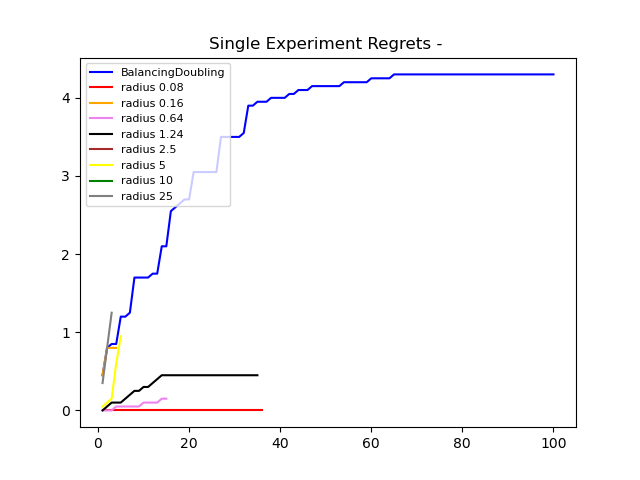 Single Experiment Regrets -
BalancingDoubling
radius 0.08
radius 0.16
radius 0.64
radius 1.24
radius 2.5
radius 5
radius 10
radius 25
4
3
2
1
0
0 20 40 60 80 100